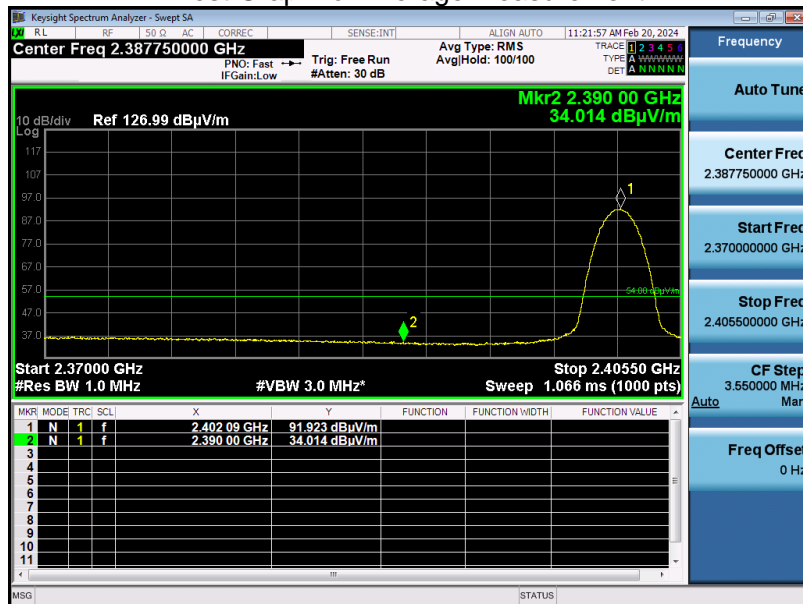 Keysight Spectrum Analyzer - Swept SA
RL RF 50 Ω AC CORREC SENSE:INT ALIGN AUTO 11:21:57 AM Feb 20, 2024
Center Freq 2.387750000 GHz
PNO: Fast
IFGain:Low
Trig: Free Run
#Atten: 30 dB
Avg Type: RMS
Avg|Hold: 100/100
TRACE 1 2 3 4 5 6
TYPE A WWWWW
DET A N N N N N
Frequency
Mkr2 2.390 00 GHz
34.014 dBµV/m
10 dB/div Ref 126.99 dBµV/m
Log
117
107
97.0
87.0
77.0
67.0
57.0
47.0
37.0
1
2
54.00 dBµV/m
Start 2.37000 GHz Stop 2.40550 GHz
#Res BW 1.0 MHz #VBW 3.0 MHz* Sweep 1.066 ms (1000 pts)
MKR MODE TRC SCL X Y FUNCTION FUNCTION WIDTH FUNCTION VALUE
1 N 1 f 2.402 09 GHz 91.923 dBµV/m
2 N 1 f 2.390 00 GHz 34.014 dBµV/m
3
4
5
6
7
8
9
10
11
Auto Tune
Center Freq
2.387750000 GHz
Start Freq
2.370000000 GHz
Stop Freq
2.405500000 GHz
CF Step
3.550000 MHz
Auto Man
Freq Offset
0 Hz
MSG STATUS